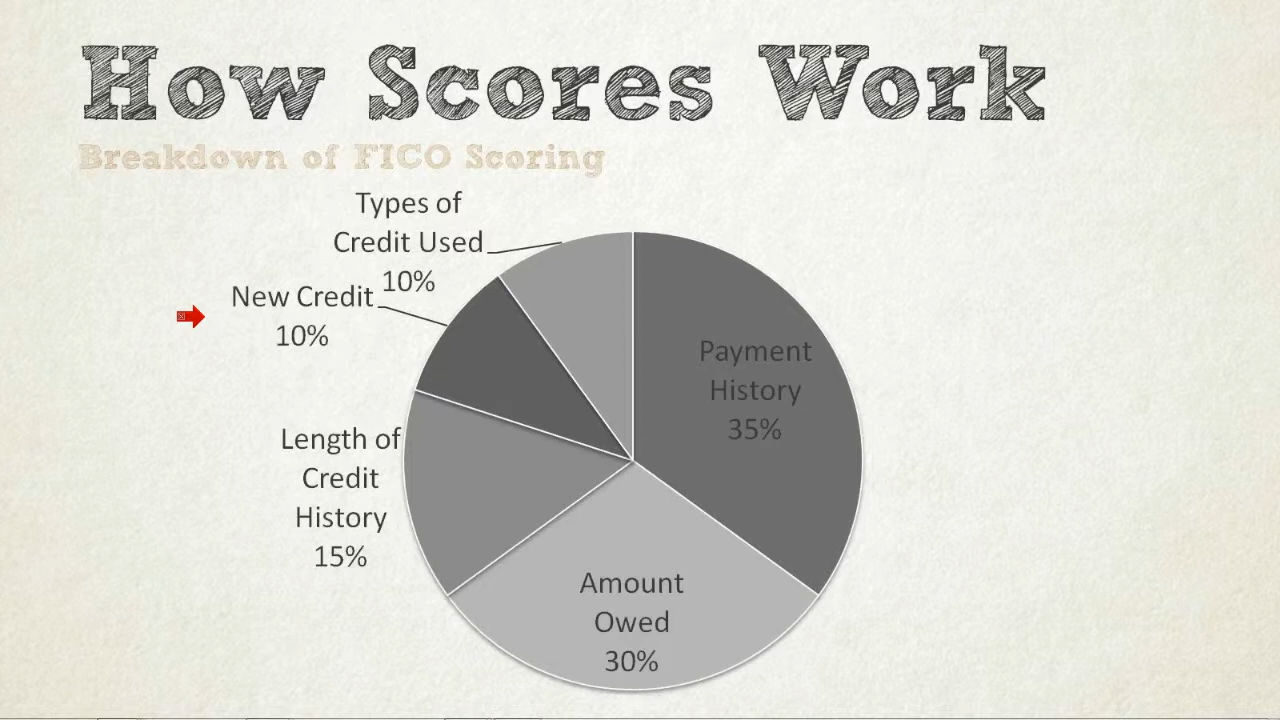 How Scores Work
Breakdown of FICO Scoring
Types of
Credit Used
10%
New Credit
10%
Payment
History
35%
Length of
Credit
History
15%
Amount
Owed
30%